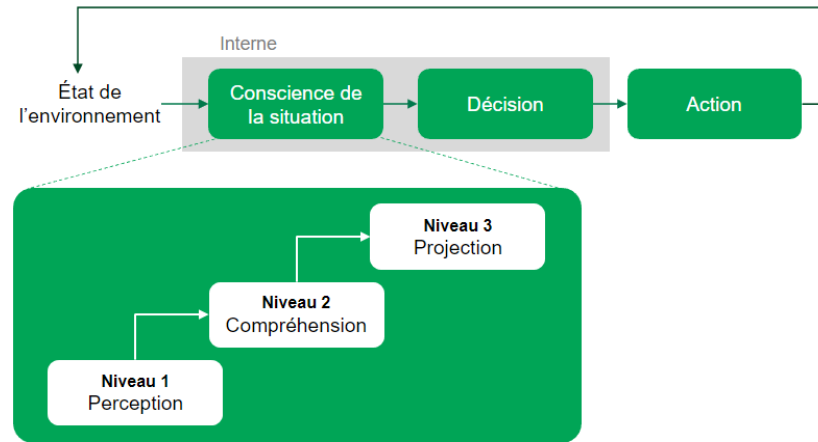 Interne
État de
l'environnement
Conscience de
la situation
Décision
Action
Niveau 3
Projection
Niveau 2
Compréhension
Niveau 1
Perception